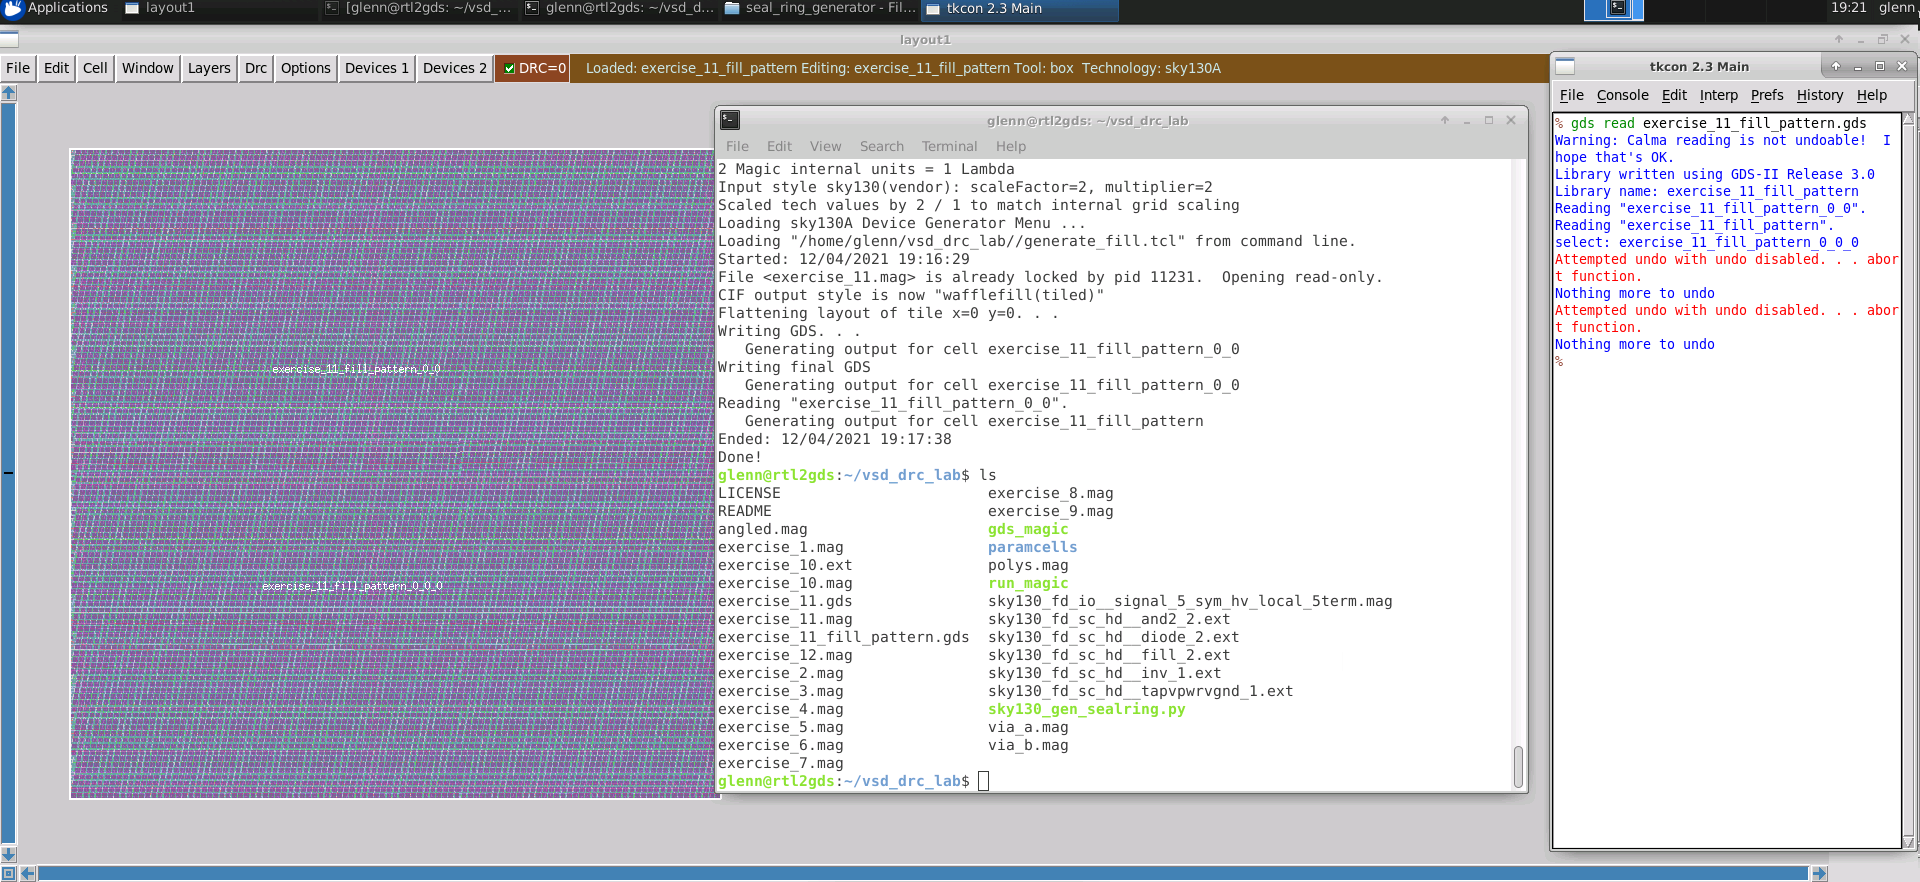 Applications layout1 [glenn@rtl2gds: ~/vsd_... glenn@rtl2gds: ~/vsd_d... seal_ring_generator - Fil... tkcon 2.3 Main 19:21 glenn
layout1
File Edit Cell Window Layers Drc Options Devices 1 Devices 2 DRC=0 Loaded: exercise_11_fill_pattern Editing: exercise_11_fill_pattern Tool: box Technology: sky130A
exercise_11_fill_pattern_0_0
exercise_11_fill_pattern_0_0_0
glenn@rtl2gds: ~/vsd_drc_lab
File Edit View Search Terminal Help
2 Magic internal units = 1 Lambda
Input style sky130(vendor): scaleFactor=2, multiplier=2
Scaled tech values by 2 / 1 to match internal grid scaling
Loading sky130A Device Generator Menu ...
Loading "/home/glenn/vsd_drc_lab//generate_fill.tcl" from command line.
Started: 12/04/2021 19:16:29
File <exercise_11.mag> is already locked by pid 11231.  Opening read-only.
CIF output style is now "wafflefill(tiled)"
Flattening layout of tile x=0 y=0. . .
Writing GDS. . .
   Generating output for cell exercise_11_fill_pattern_0_0
Writing final GDS
   Generating output for cell exercise_11_fill_pattern_0_0
Reading "exercise_11_fill_pattern_0_0".
   Generating output for cell exercise_11_fill_pattern
Ended: 12/04/2021 19:17:38
Done!
glenn@rtl2gds:~/vsd_drc_lab$ ls
LICENSE exercise_8.mag
README exercise_9.mag
angled.mag gds_magic
exercise_1.mag paramcells
exercise_10.ext polys.mag
exercise_10.mag run_magic
exercise_11.gds sky130_fd_io__signal_5_sym_hv_local_5term.mag
exercise_11.mag sky130_fd_sc_hd__and2_2.ext
exercise_11_fill_pattern.gds sky130_fd_sc_hd__diode_2.ext
exercise_12.mag sky130_fd_sc_hd__fill_2.ext
exercise_2.mag sky130_fd_sc_hd__inv_1.ext
exercise_3.mag sky130_fd_sc_hd__tapvpwrvgnd_1.ext
exercise_4.mag sky130_gen_sealring.py
exercise_5.mag via_a.mag
exercise_6.mag via_b.mag
exercise_7.mag
glenn@rtl2gds:~/vsd_drc_lab$
tkcon 2.3 Main
File Console Edit Interp Prefs History Help
% gds read exercise_11_fill_pattern.gds
Warning: Calma reading is not undoable!  I
hope that's OK.
Library written using GDS-II Release 3.0
Library name: exercise_11_fill_pattern
Reading "exercise_11_fill_pattern_0_0".
Reading "exercise_11_fill_pattern".
select: exercise_11_fill_pattern_0_0_0
Attempted undo with undo disabled. . . abor
t function.
Nothing more to undo
Attempted undo with undo disabled. . . abor
t function.
Nothing more to undo
%